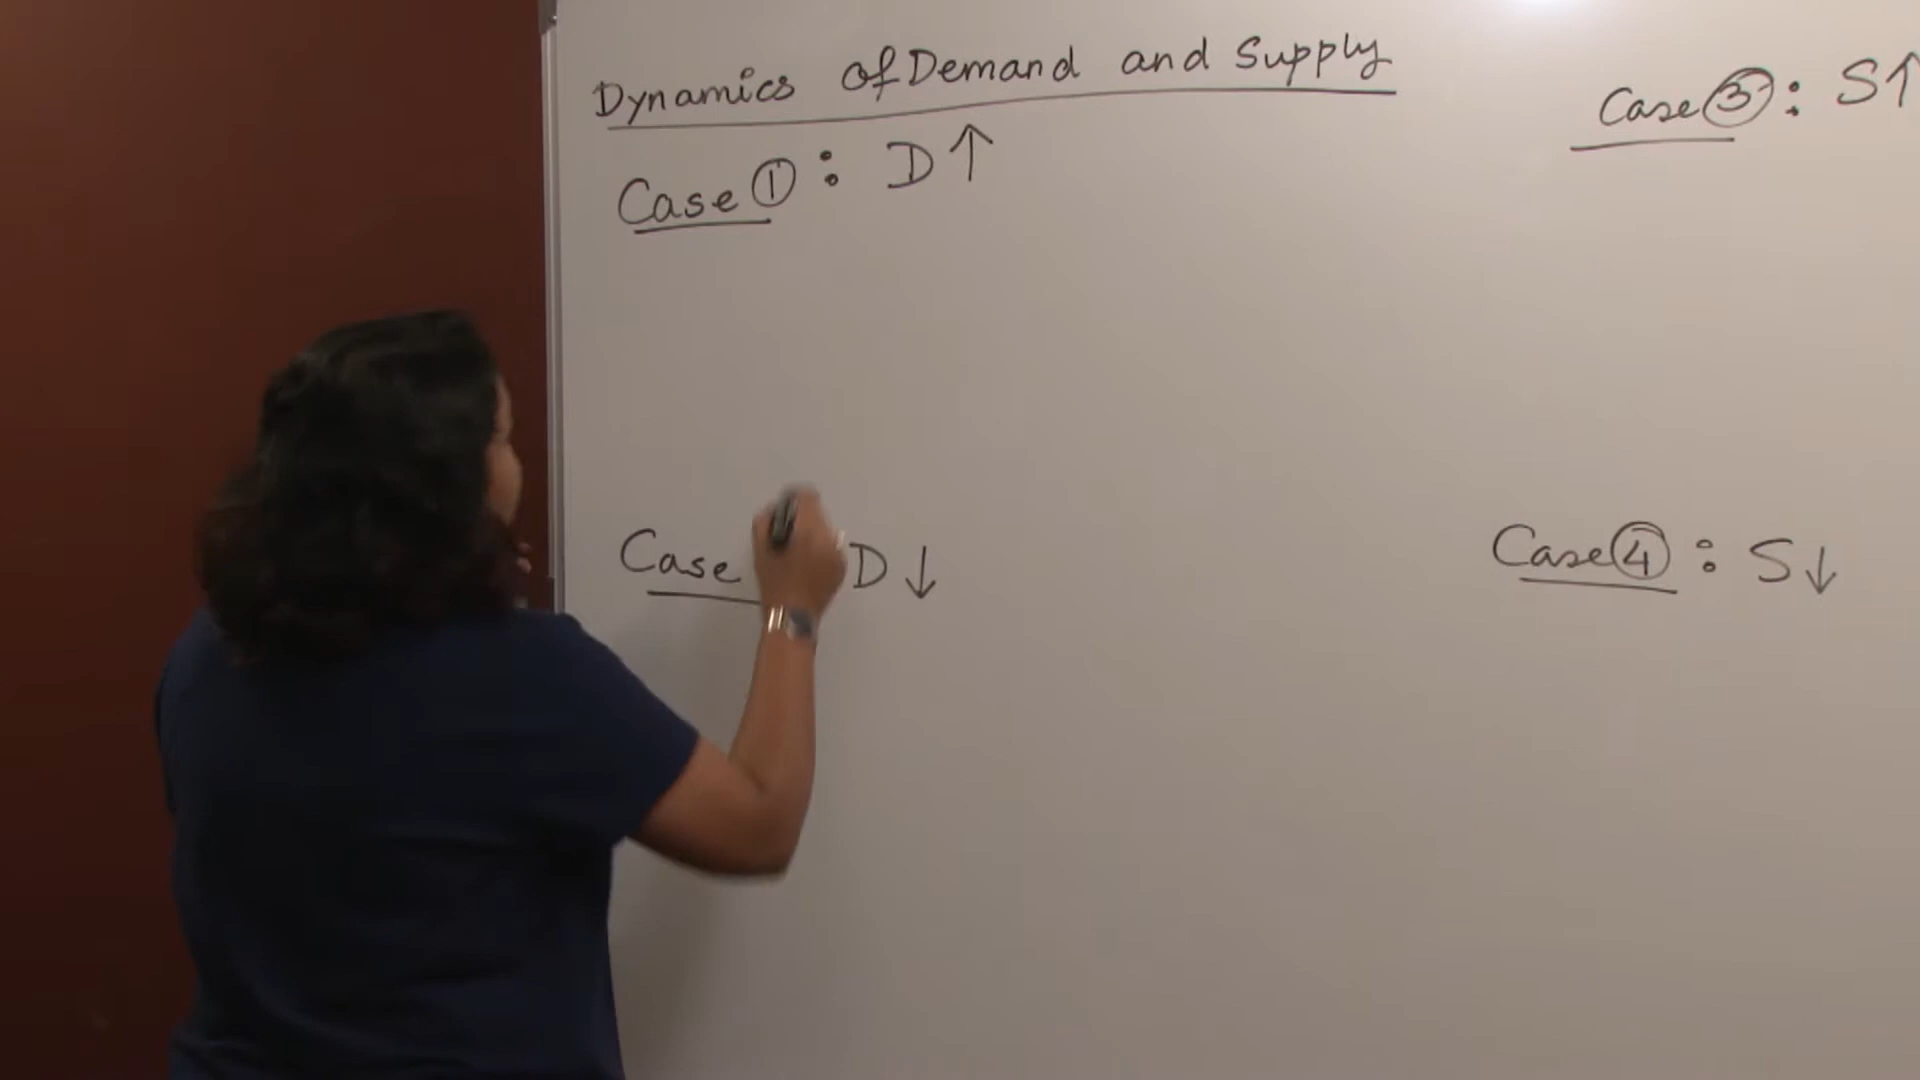 Dynamics of Demand and Supply
Case ① : D ↑
Case D ↓
Case ③ : S ↑
Case ④ : S ↓